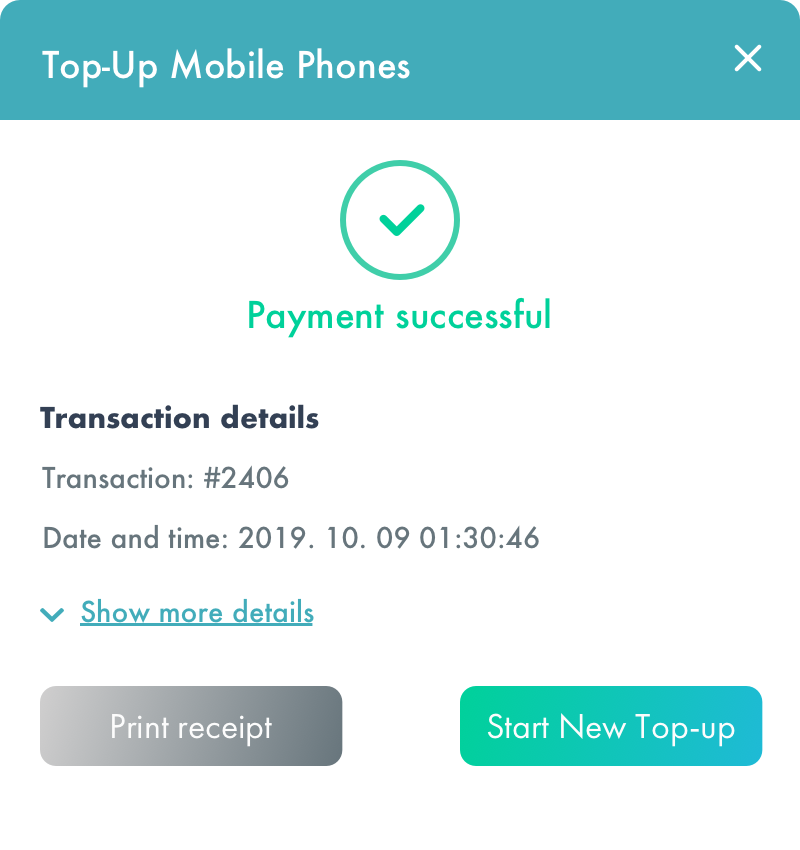 Top-Up Mobile Phones
Payment successful
Transaction details
Transaction: #2406
Date and time: 2019. 10. 09 01:30:46
Show more details
Print receipt
Start New Top-up